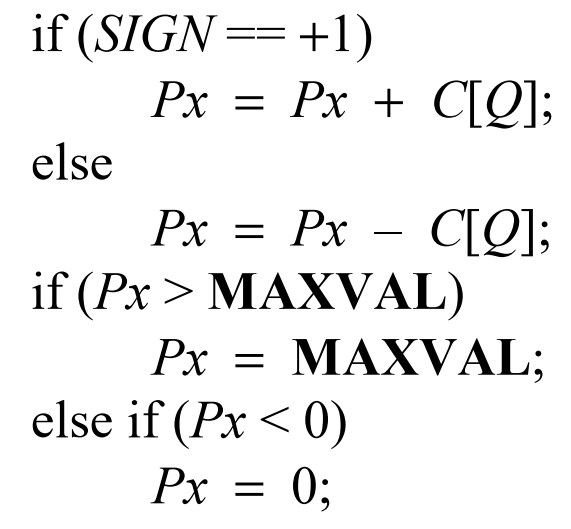 if (SIGN == +1)
Px = Px + C[Q];
else
Px = Px – C[Q];
if (Px > MAXVAL)
Px = MAXVAL;
else if (Px < 0)
Px = 0;